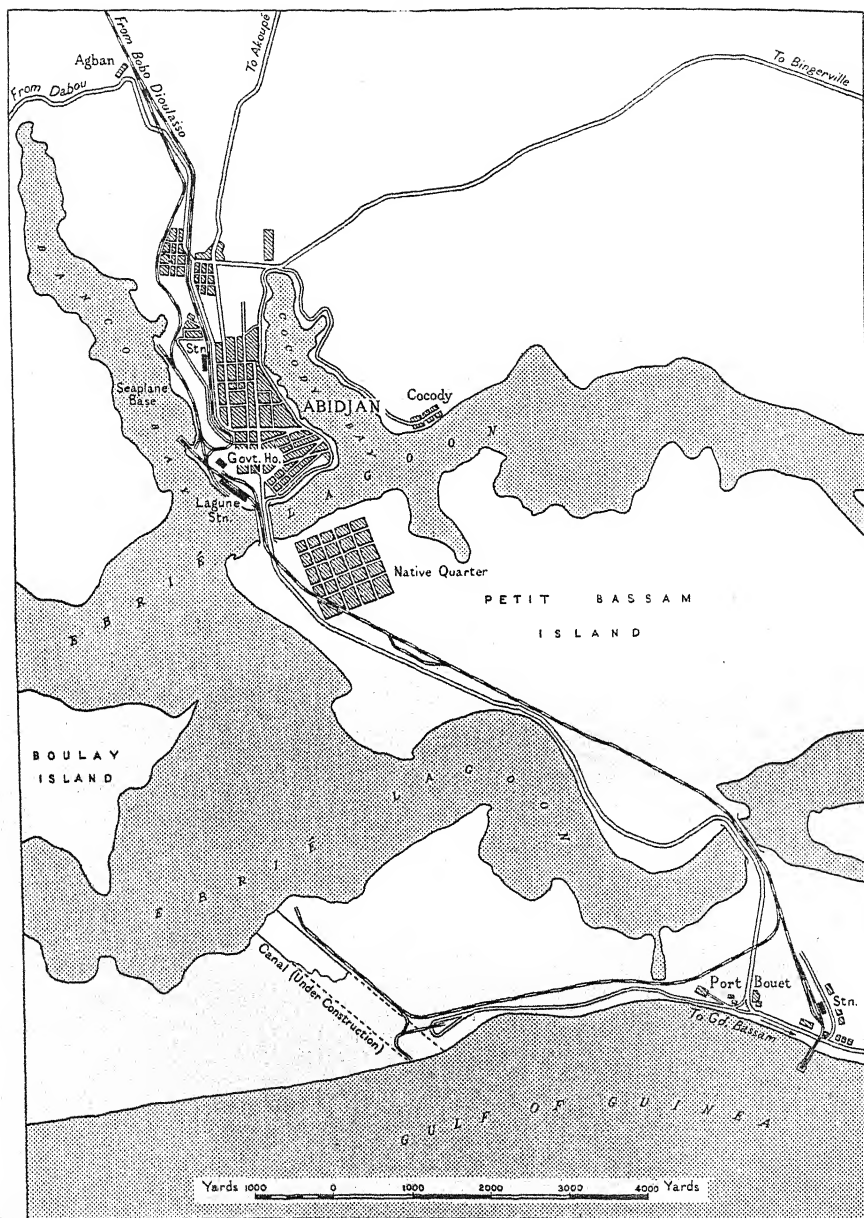 From Bobo Dioulasso
To Akoupé
To Bingerville
Agban
From Dabou
BANCO BAY
COCODY BAY
Stn.
Seaplane
Base
Cocody
ABIDJAN
Govt. Ho.
LAGOON
Lagune
Stn.
EBRIÉ
Native Quarter
PETIT BASSAM
ISLAND
BOULAY
ISLAND
EBRIÉ LAGOON
Canal (Under Construction)
Port Bouet
Stn.
To Gd. Bassam
GULF OF GUINEA
Yards 1000 0 1000 2000 3000 4000 Yards